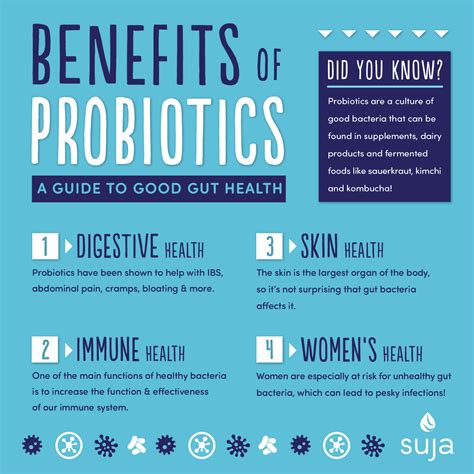 BENEFITS OF
PROBIOTICS
A GUIDE TO GOOD GUT HEALTH
DID YOU KNOW?
Probiotics are a culture of
good bacteria that can be
found in supplements, dairy
products and fermented
foods like sauerkraut, kimchi
and kombucha!
1 DIGESTIVE HEALTH
Probiotics have been shown to help with IBS,
abdominal pain, cramps, bloating & more.
2 IMMUNE HEALTH
One of the main functions of healthy bacteria
is to increase the function & effectiveness
of our immune system.
3 SKIN HEALTH
The skin is the largest organ of the body,
so it's not surprising that gut bacteria
affects it.
4 WOMEN'S HEALTH
Women are especially at risk for unhealthy gut
bacteria, which can lead to pesky infections!
suja